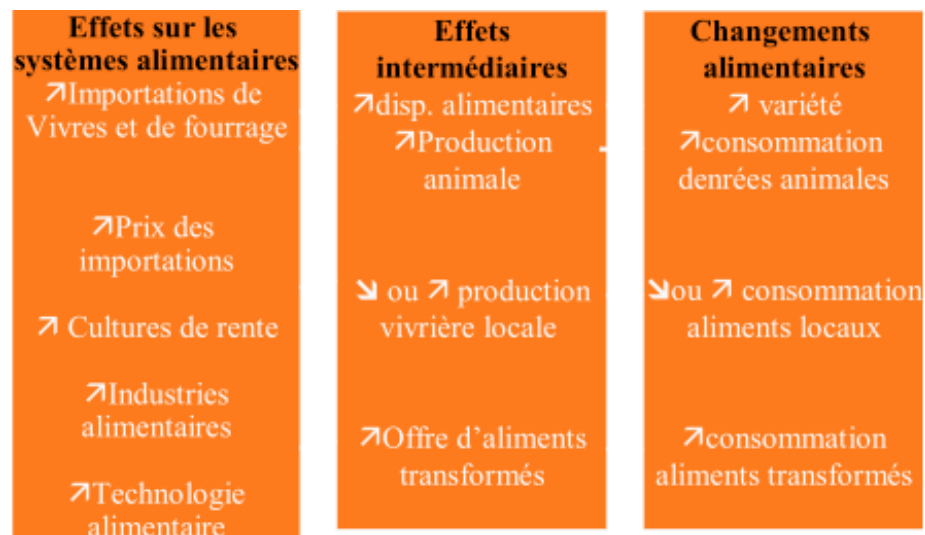 Effets sur les
systèmes alimentaires
↗Importations de
Vivres et de fourrage
↗Prix des
importations
↗ Cultures de rente
↗Industries
alimentaires
↗Technologie
alimentaire
Effets
intermédiaires
↗disp. alimentaires
↗Production
animale
↘ ou ↗ production
vivrière locale
↗Offre d’aliments
transformés
Changements
alimentaires
↗ variété
↗consommation
denrées animales
↘ou ↗ consommation
aliments locaux
↗consommation
aliments transformés